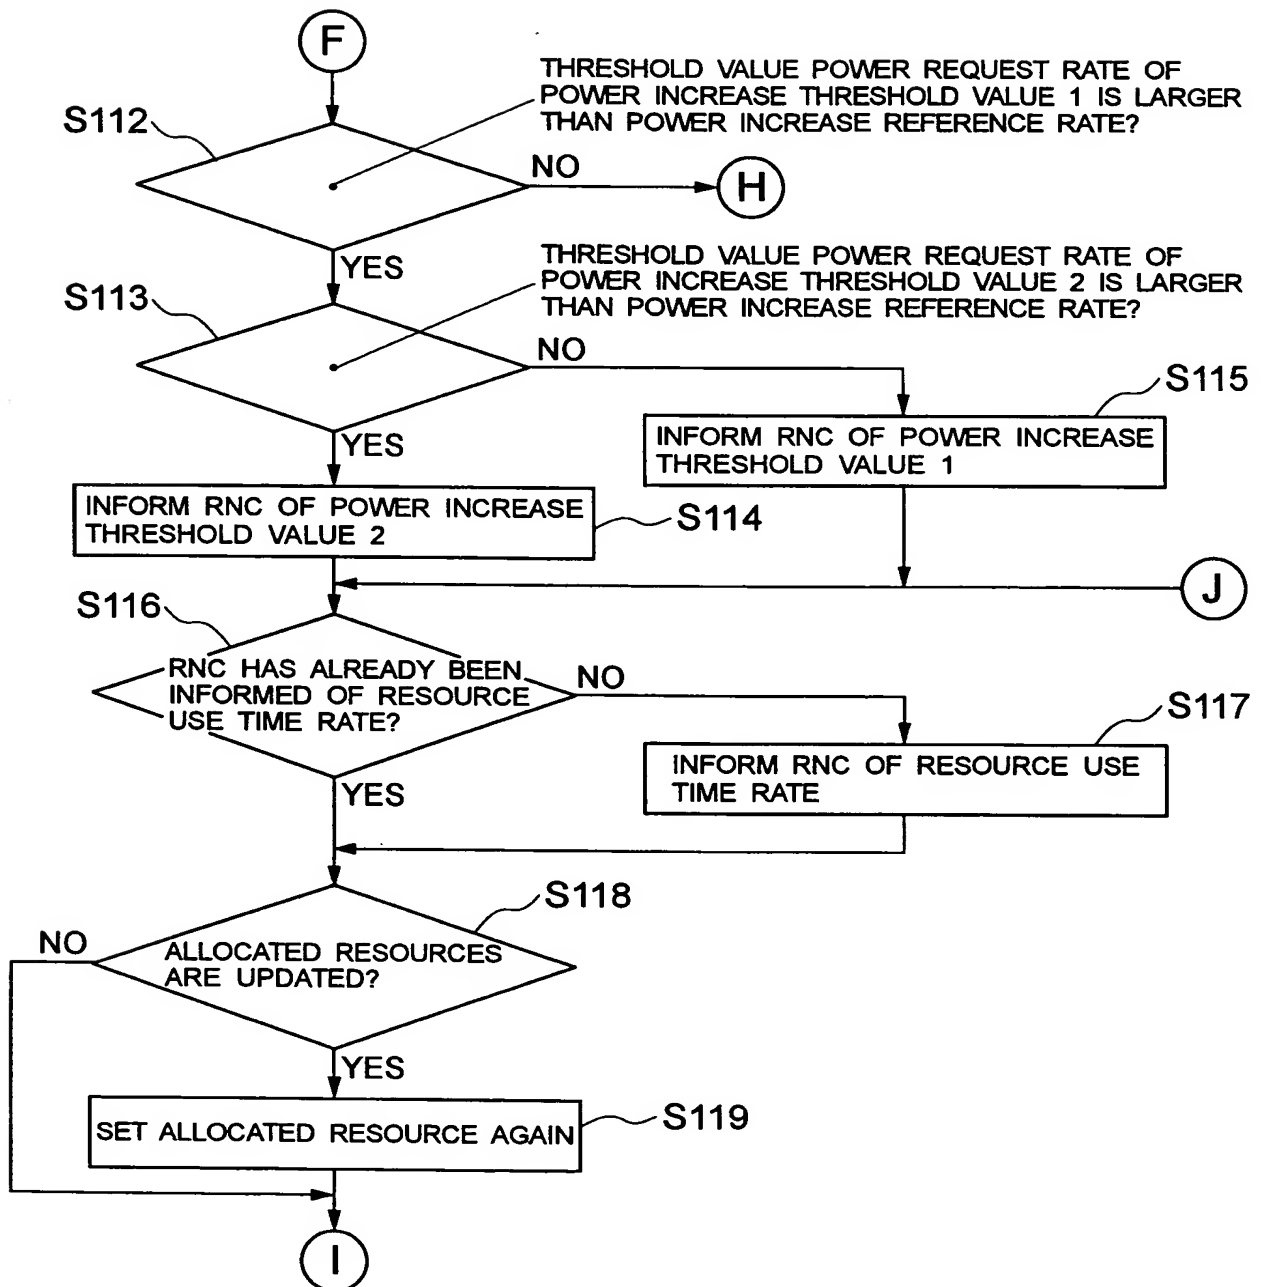 F
THRESHOLD VALUE POWER REQUEST RATE OF
POWER INCREASE THRESHOLD VALUE 1 IS LARGER
THAN POWER INCREASE REFERENCE RATE?
S112
NO
H
YES
THRESHOLD VALUE POWER REQUEST RATE OF
POWER INCREASE THRESHOLD VALUE 2 IS LARGER
THAN POWER INCREASE REFERENCE RATE?
S113
NO
S115
YES
INFORM RNC OF POWER INCREASE
THRESHOLD VALUE 1
INFORM RNC OF POWER INCREASE
THRESHOLD VALUE 2
S114
J
S116
RNC HAS ALREADY BEEN
INFORMED OF RESOURCE
USE TIME RATE?
NO
S117
INFORM RNC OF RESOURCE USE
TIME RATE
YES
S118
NO
ALLOCATED RESOURCES
ARE UPDATED?
YES
S119
SET ALLOCATED RESOURCE AGAIN
I